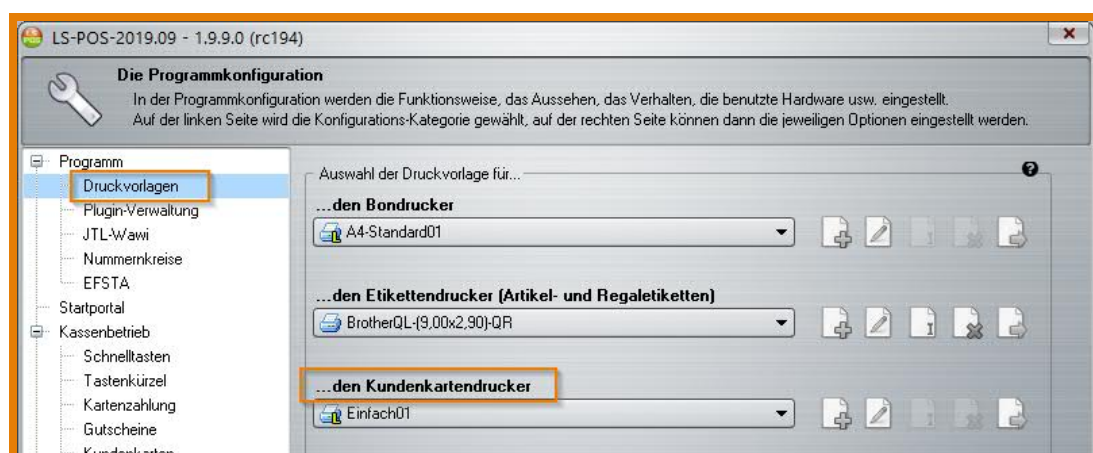 LS-POS-2019.09 - 1.9.9.0 (rc194)
Die Programmkonfiguration
In der Programmkonfiguration werden die Funktionsweise, das Aussehen, das Verhalten, die benutzte Hardware usw. eingestellt.
Auf der linken Seite wird die Konfigurations-Kategorie gewählt, auf der rechten Seite können dann die jeweiligen Optionen eingestellt werden.
Programm
Druckvorlagen
Plugin-Verwaltung
JTL-Wawi
Nummernkreise
EFSTA
Startportal
Kassenbetrieb
Schnelltasten
Tastenkürzel
Kartenzahlung
Gutscheine
Kundenkarten
Auswahl der Druckvorlage für...
...den Bondrucker
A4-Standard01
...den Etikettendrucker (Artikel- und Regaletiketten)
BrotherQL-(9,00x2,90)-QR
...den Kundenkartendrucker
Einfach01